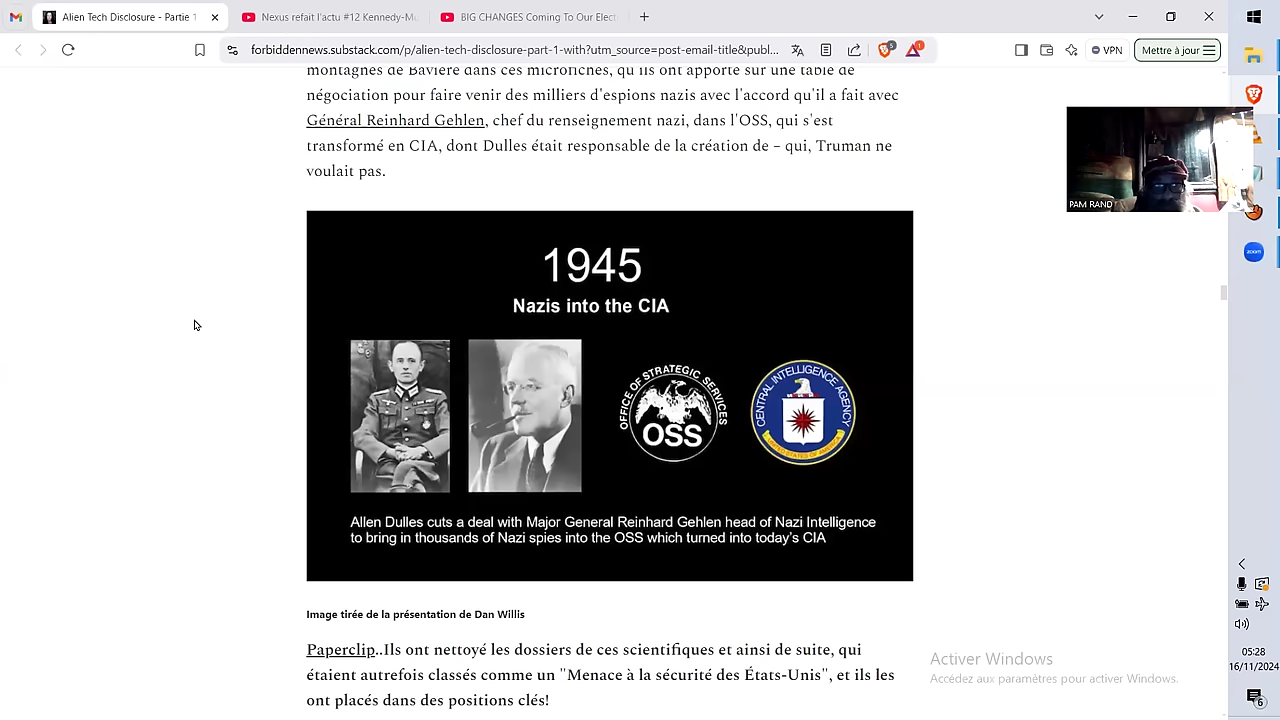 Alien Tech Disclosure - Partie 1
Nexus refait l'actu #12 Kennedy-Mu
BIG CHANGES Coming To Our Elect
forbiddennews.substack.com/p/alien-tech-disclosure-part-1-with?utm_source=post-email-title&publ...
5
1
VPN
Mettre à jour
montagnes de Bavière dans ces microfiches, qu'ils ont apporté sur une table de
négociation pour faire venir des milliers d'espions nazis avec l'accord qu'il a fait avec
Général Reinhard Gehlen, chef du renseignement nazi, dans l'OSS, qui s'est
transformé en CIA, dont Dulles était responsable de la création de – qui, Truman ne
voulait pas.
PAM RAND
zoom
1945
Nazis into the CIA
OFFICE OF STRATEGIC SERVICES
OSS
CENTRAL INTELLIGENCE AGENCY
UNITED STATES OF AMERICA
Allen Dulles cuts a deal with Major General Reinhard Gehlen head of Nazi Intelligence
to bring in thousands of Nazi spies into the OSS which turned into today's CIA
Image tirée de la présentation de Dan Willis
Paperclip..Ils ont nettoyé les dossiers de ces scientifiques et ainsi de suite, qui
étaient autrefois classés comme un "Menace à la sécurité des États-Unis", et ils les
ont placés dans des positions clés!
Activer Windows
Accédez aux paramètres pour activer Windows.
05:28
16/11/2024
6